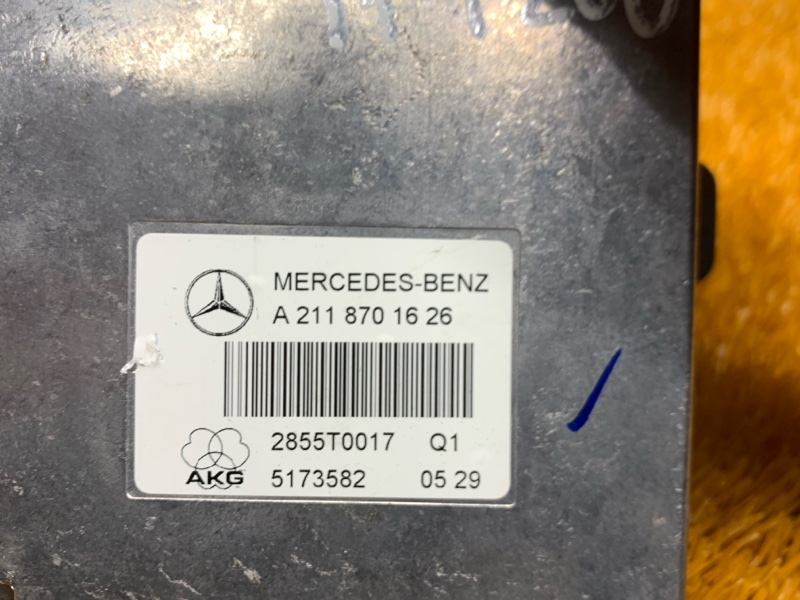 MERCEDES-BENZ
A 211 870 16 26
2855T0017 Q1
AKG
5173582 05 29